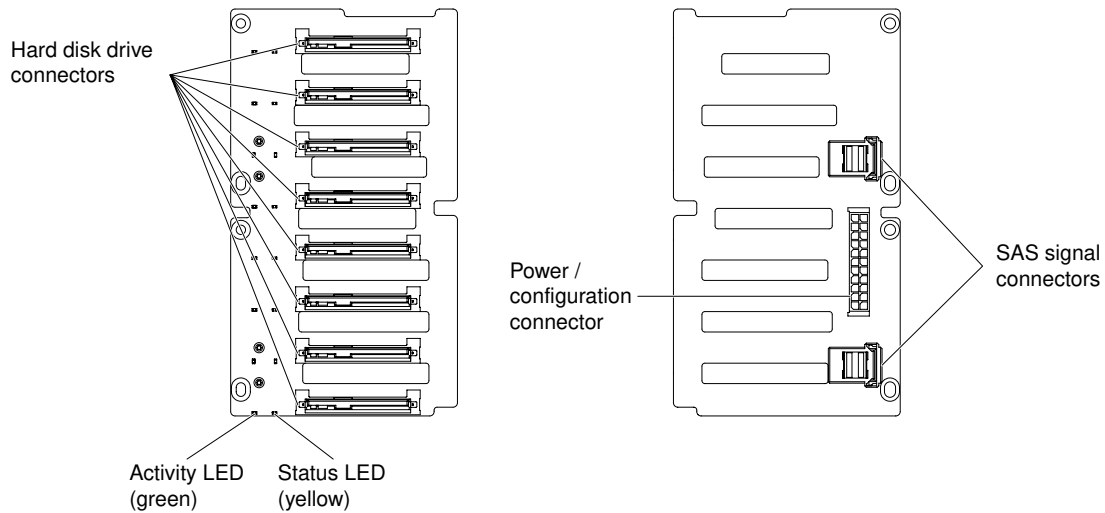 Hard disk drive
connectors
Power /
configuration
connector
SAS signal
connectors
Activity LED
(green)
Status LED
(yellow)